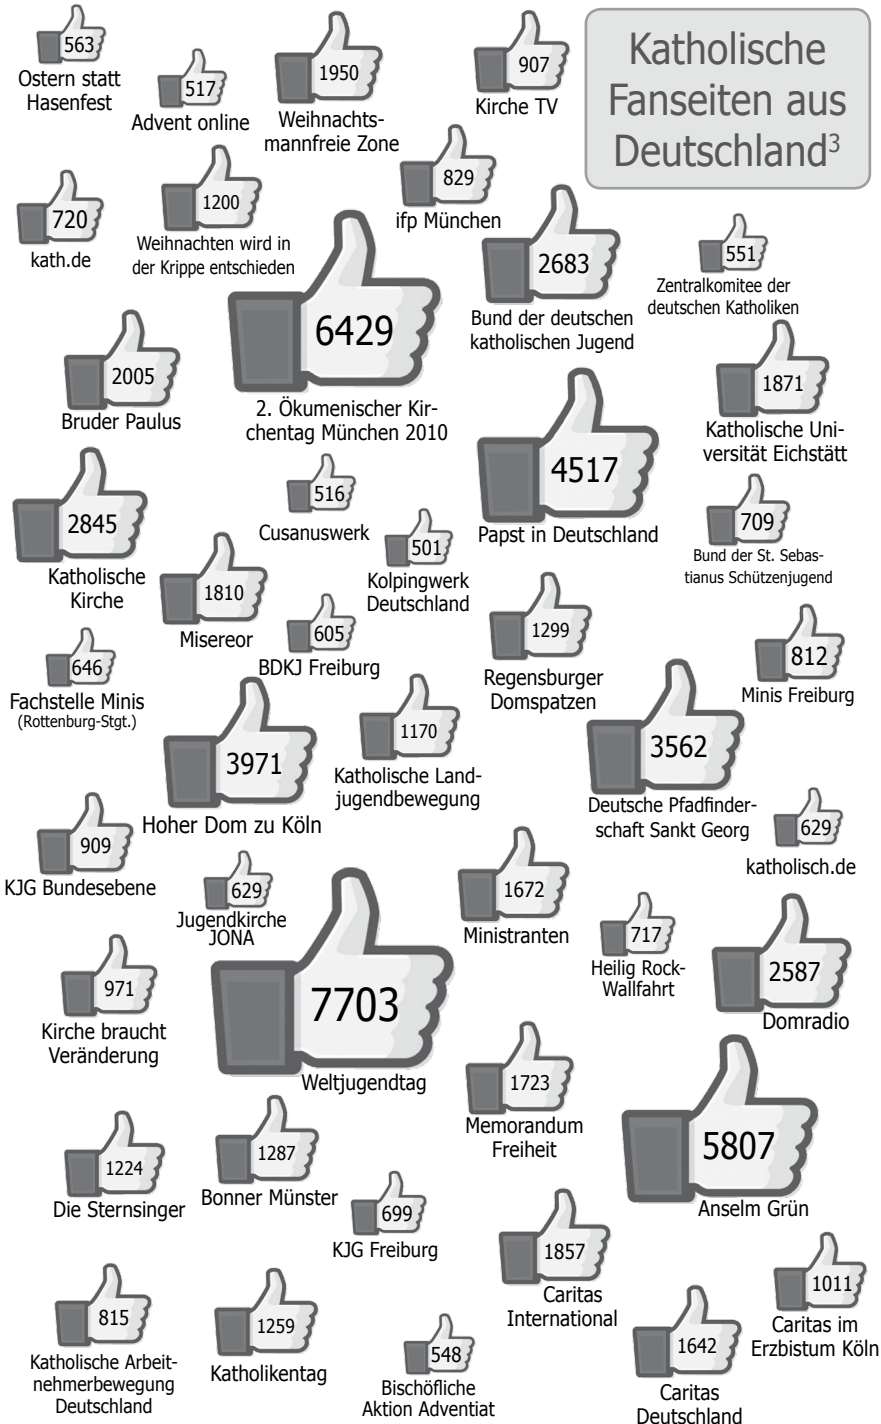 Katholische
Fanseiten aus
Deutschland³
563
Ostern statt
Hasenfest
517
Advent online
1950
Weihnachts-
mannfreie Zone
907
Kirche TV
720
kath.de
1200
Weihnachten wird in
der Krippe entschieden
829
ifp München
2683
Bund der deutschen
katholischen Jugend
551
Zentralkomitee der
deutschen Katholiken
6429
2. Ökumenischer Kir-
chentag München 2010
2005
Bruder Paulus
1871
Katholische Uni-
versität Eichstätt
4517
Papst in Deutschland
2845
Katholische
Kirche
516
Cusanuswerk
501
Kolpingwerk
Deutschland
709
Bund der St. Sebas-
tianus Schützenjugend
1810
Misereor
605
BDKJ Freiburg
1299
Regensburger
Domspatzen
812
Minis Freiburg
646
Fachstelle Minis
(Rottenburg-Stgt.)
3971
Hoher Dom zu Köln
1170
Katholische Land-
jugendbewegung
3562
Deutsche Pfadfinder-
schaft Sankt Georg
629
katholisch.de
909
KJG Bundesebene
629
Jugendkirche
JONA
1672
Ministranten
717
Heilig Rock-
Wallfahrt
2587
Domradio
971
Kirche braucht
Veränderung
7703
Weltjugendtag
1723
Memorandum
Freiheit
5807
Anselm Grün
1224
Die Sternsinger
1287
Bonner Münster
699
KJG Freiburg
1857
Caritas
International
1011
Caritas im
Erzbistum Köln
815
Katholische Arbeit-
nehmerbewegung
Deutschland
1259
Katholikentag
548
Bischöfliche
Aktion Adventiat
1642
Caritas
Deutschland